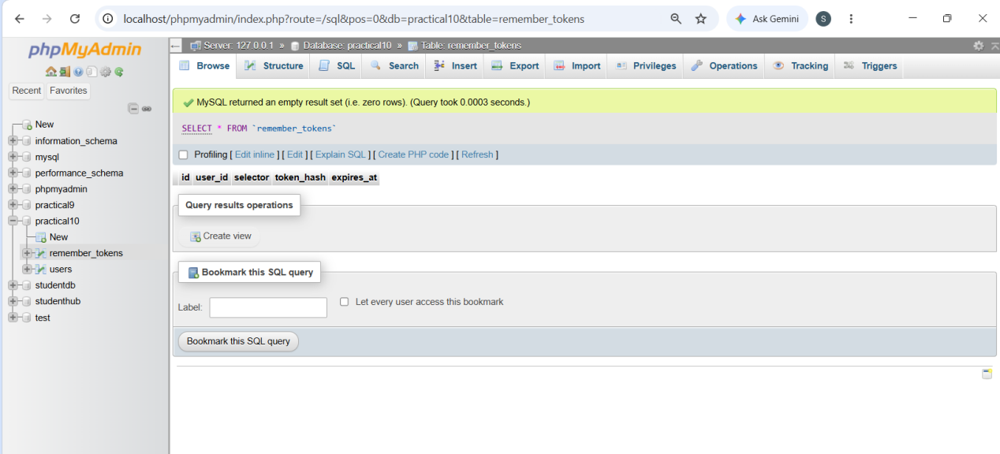 localhost/phpmyadmin/index.php?route=/sql&pos=0&db=practical10&table=remember_tokens
Ask Gemini
S
phpMyAdmin
Recent Favorites
New
information_schema
mysql
performance_schema
phpmyadmin
practical9
practical10
New
remember_tokens
users
studentdb
studenthub
test
Server: 127.0.0.1 » Database: practical10 » Table: remember_tokens
Browse Structure SQL Search Insert Export Import Privileges Operations Tracking Triggers
MySQL returned an empty result set (i.e. zero rows). (Query took 0.0003 seconds.)
SELECT * FROM `remember_tokens`
Profiling [ Edit inline ] [ Edit ] [ Explain SQL ] [ Create PHP code ] [ Refresh ]
id user_id selector token_hash expires_at
Query results operations
Create view
Bookmark this SQL query
Label: Let every user access this bookmark
Bookmark this SQL query